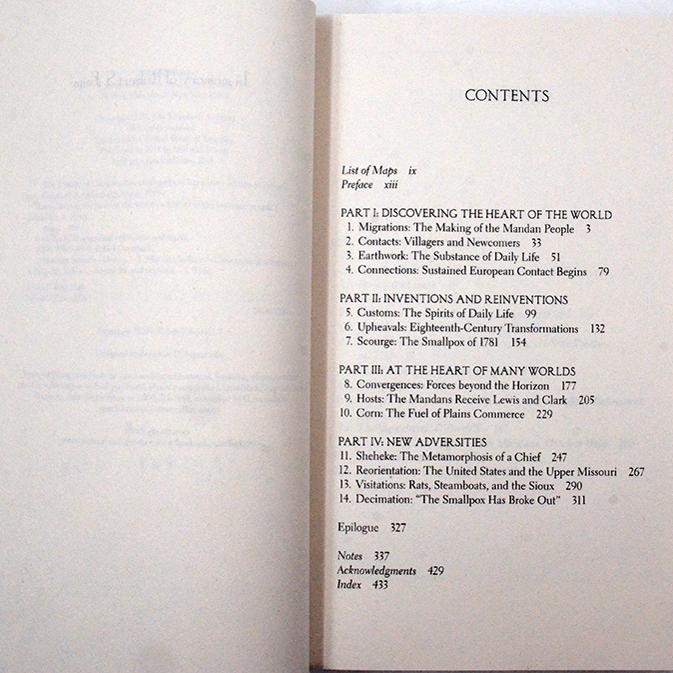 CONTENTS
List of Maps ix
Preface xiii
PART I: DISCOVERING THE HEART OF THE WORLD
1. Migrations: The Making of the Mandan People 3
2. Contacts: Villagers and Newcomers 33
3. Earthwork: The Substance of Daily Life 51
4. Connections: Sustained European Contact Begins 79
PART II: INVENTIONS AND REINVENTIONS
5. Customs: The Spirits of Daily Life 99
6. Upheavals: Eighteenth-Century Transformations 132
7. Scourge: The Smallpox of 1781 154
PART III: AT THE HEART OF MANY WORLDS
8. Convergences: Forces beyond the Horizon 177
9. Hosts: The Mandans Receive Lewis and Clark 205
10. Corn: The Fuel of Plains Commerce 229
PART IV: NEW ADVERSITIES
11. Sheheke: The Metamorphosis of a Chief 247
12. Reorientation: The United States and the Upper Missouri 267
13. Visitations: Rats, Steamboats, and the Sioux 290
14. Decimation: "The Smallpox Has Broke Out" 311
Epilogue 327
Notes 337
Acknowledgments 429
Index 433